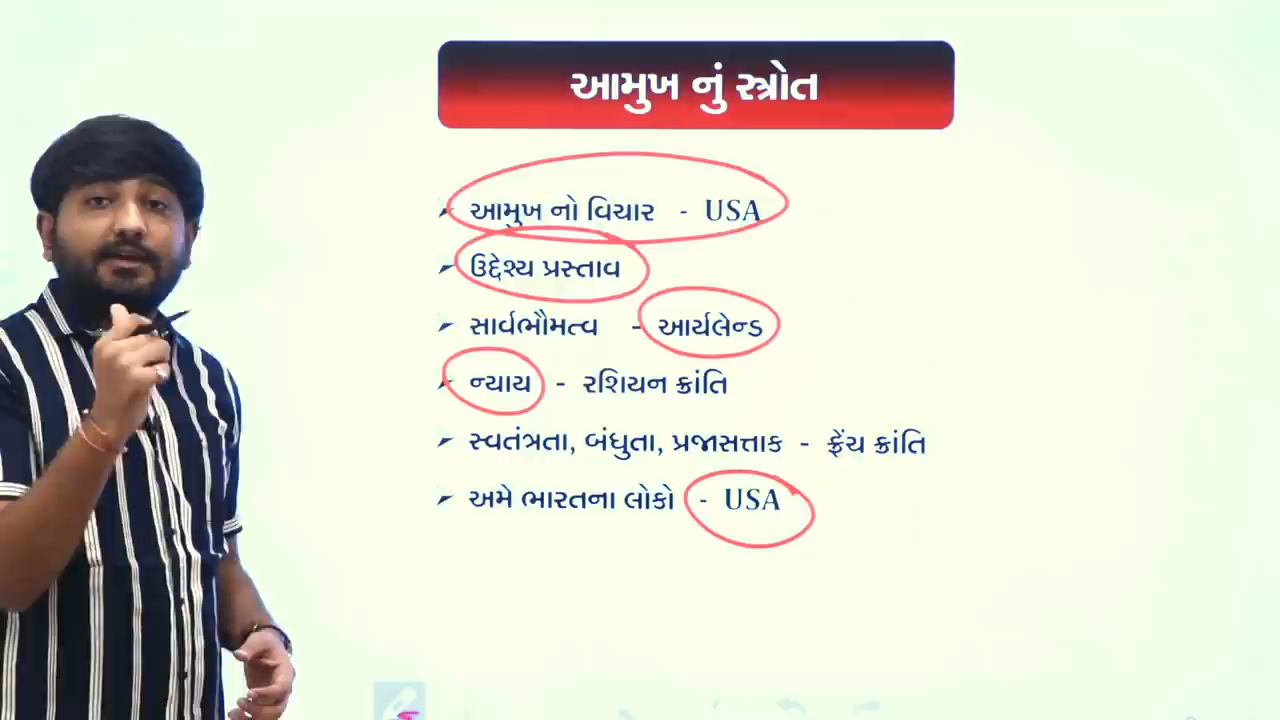 આમુખ નું સ્ત્રોત
આમુખ નો વિચાર - USA
ઉદ્દેશ્ય પ્રસ્તાવ
સાર્વભૌમત્વ - આર્યલેન્ડ
ન્યાય - રશિયન ક્રાંતિ
સ્વતંત્રતા, બંધુતા, પ્રજાસત્તાક - ફ્રેંચ ક્રાંતિ
અમે ભારતના લોકો - USA